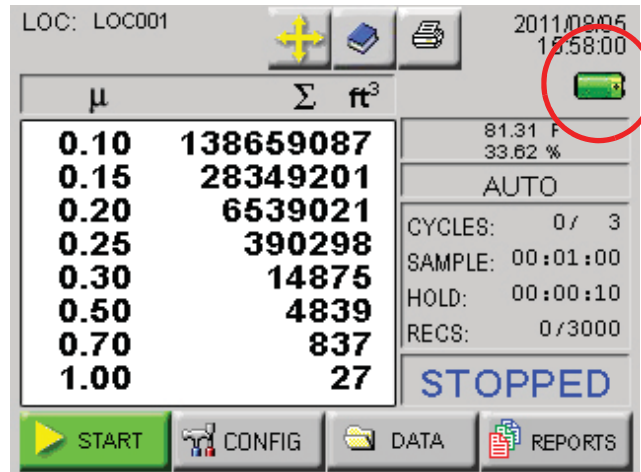 LOC: LOC001
2011/08/05
15:58:00
µ Σ ft³
81.31 F
33.62 %
0.10 138659087
0.15 28349201
0.20 6539021
0.25 390298
0.30 14875
0.50 4839
0.70 837
1.00 27
AUTO
CYCLES: 0/ 3
SAMPLE: 00:01:00
HOLD: 00:00:10
RECS: 0/3000
STOPPED
START
CONFIG
DATA
REPORTS